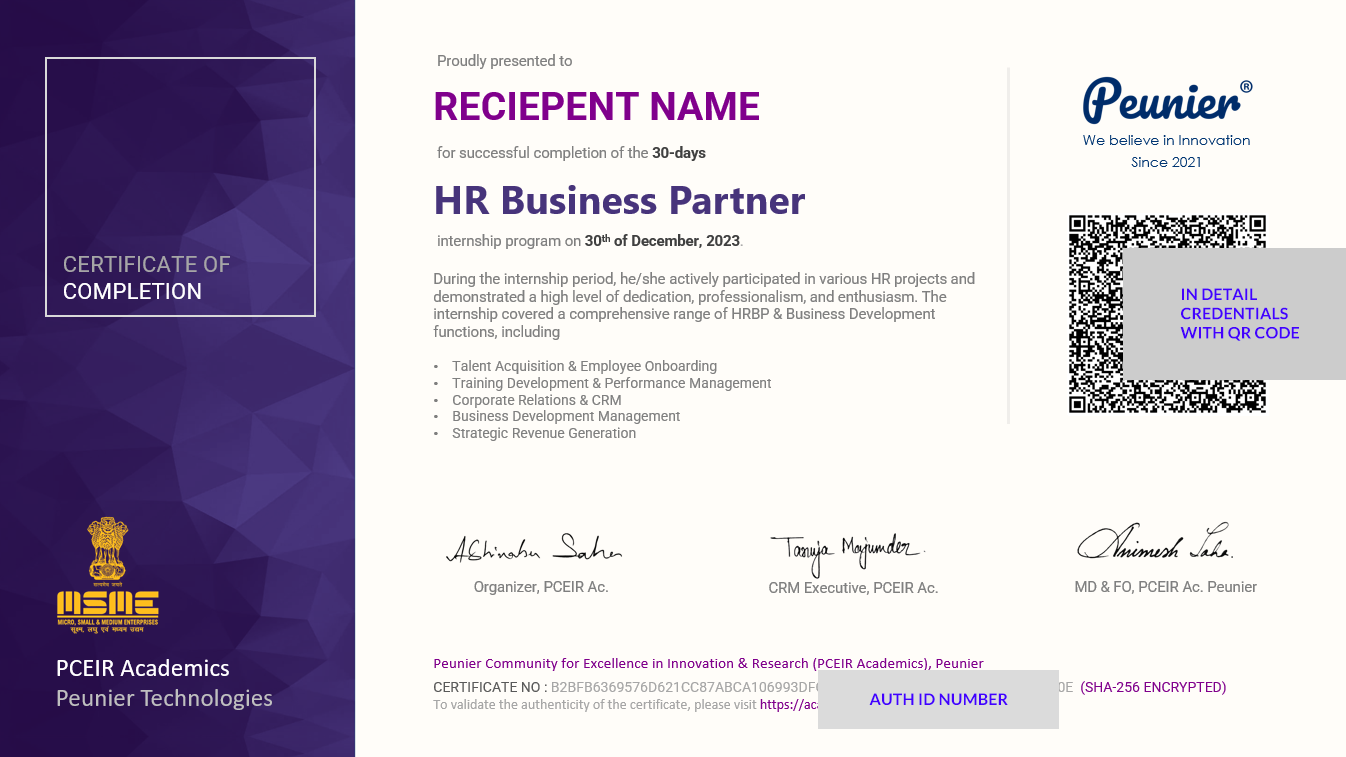 CERTIFICATE OF
COMPLETION
सत्यमेव जयते
MSME
MICRO, SMALL & MEDIUM ENTERPRISES
सूक्ष्म, लघु एवं मध्यम उद्यम
PCEIR Academics
Peunier Technologies
Proudly presented to
RECIEPENT NAME
for successful completion of the 30-days
HR Business Partner
internship program on 30th of December, 2023.
During the internship period, he/she actively participated in various HR projects and
demonstrated a high level of dedication, professionalism, and enthusiasm. The
internship covered a comprehensive range of HRBP & Business Development
functions, including
• Talent Acquisition & Employee Onboarding
• Training Development & Performance Management
• Corporate Relations & CRM
• Business Development Management
• Strategic Revenue Generation
Peunier®
We believe in Innovation
Since 2021
IN DETAIL
CREDENTIALS
WITH QR CODE
Organizer, PCEIR Ac.
Tanuja Majumder
CRM Executive, PCEIR Ac.
Animesh Saha.
MD & FO, PCEIR Ac. Peunier
Peunier Community for Excellence in Innovation & Research (PCEIR Academics), Peunier
CERTIFICATE NO : B2BFB6369576D621CC87ABCA106993DF 0E (SHA-256 ENCRYPTED)
To validate the authenticity of the certificate, please visit https://aca
AUTH ID NUMBER